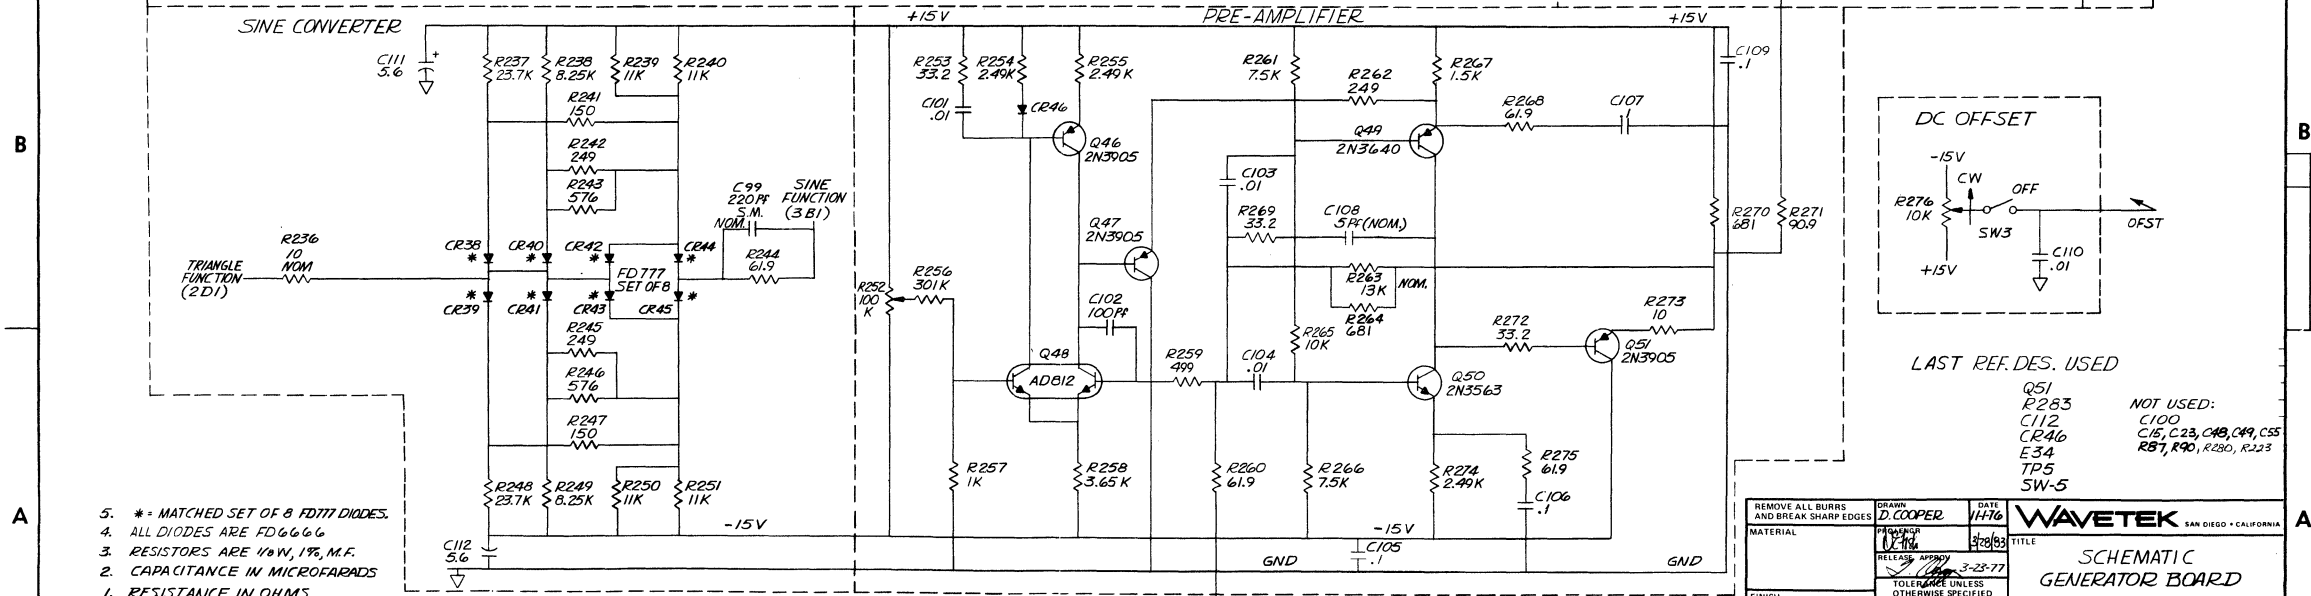 SINE CONVERTER
PRE-AMPLIFIER
+15V
+15V
C111
5.6
+
R237
23.7K
R238
8.25K
R239
11K
R240
11K
R241
150
R242
249
R243
576
C99
220Pf
S.M.
NOM.
SINE
FUNCTION
(3B1)
R236
10
NOM
TRIANGLE
FUNCTION
(2D1)
CR38
*
CR40
*
CR42
*
CR44
*
FD777
SET OF 8
R244
61.9
*
CR39
*
CR41
*
CR43
*
CR45
R245
249
R246
576
R247
150
R248
23.7K
R249
8.25K
R250
11K
R251
11K
-15V
C112
5.6
R252
100
K
R256
301K
R253
33.2
R254
2.49K
R255
2.49K
C101
.01
CR46
Q46
2N3905
Q47
2N3905
C102
100Pf
Q48
AD812
R257
1K
R258
3.65K
R259
499
R260
61.9
R261
7.5K
R262
249
R267
1.5K
C109
.1
R268
61.9
C107
.1
Q49
2N3640
C103
.01
R269
33.2
C108
5Pf(NOM.)
R263
13K
NOM.
R264
681
R265
10K
C104
.01
R266
7.5K
Q50
2N3563
R272
33.2
Q51
2N3905
R273
10
R270
681
R271
90.9
R274
2.49K
R275
61.9
C106
.1
-15V
C105
.1
GND
GND
DC OFFSET
-15V
CW
OFF
R276
10K
SW3
+15V
C110
.01
OFST
LAST REF. DES. USED
Q51
R283
C112
CR46
E34
TP5
SW-5
NOT USED:
C100
C15, C23, C48, C49, C55
R87, R90, R280, R223
B
B
A
A
5. * = MATCHED SET OF 8 FD777 DIODES.
4. ALL DIODES ARE FD6666
3. RESISTORS ARE 1/8W, 1%, M.F.
2. CAPACITANCE IN MICROFARADS
1. RESISTANCE IN OHMS
REMOVE ALL BURRS
AND BREAK SHARP EDGES
DRAWN
D. COOPER
DATE
11-1-76
MATERIAL
PROJ ENGR
3/28/83
RELEASE APPROV
3-23-77
TOLERANCE UNLESS
OTHERWISE SPECIFIED
FINISH
WAVETEK SAN DIEGO • CALIFORNIA
TITLE
SCHEMATIC
GENERATOR BOARD